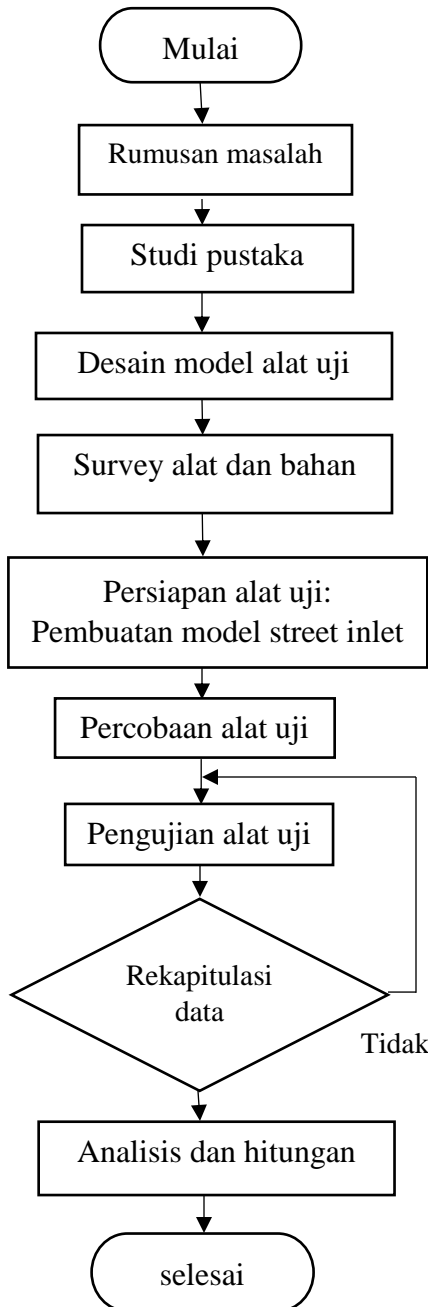 Mulai
Rumusan masalah
Studi pustaka
Desain model alat uji
Survey alat dan bahan
Persiapan alat uji:
Pembuatan model street inlet
Percobaan alat uji
Pengujian alat uji
Rekapitulasi
data
Tidak
Analisis dan hitungan
selesai